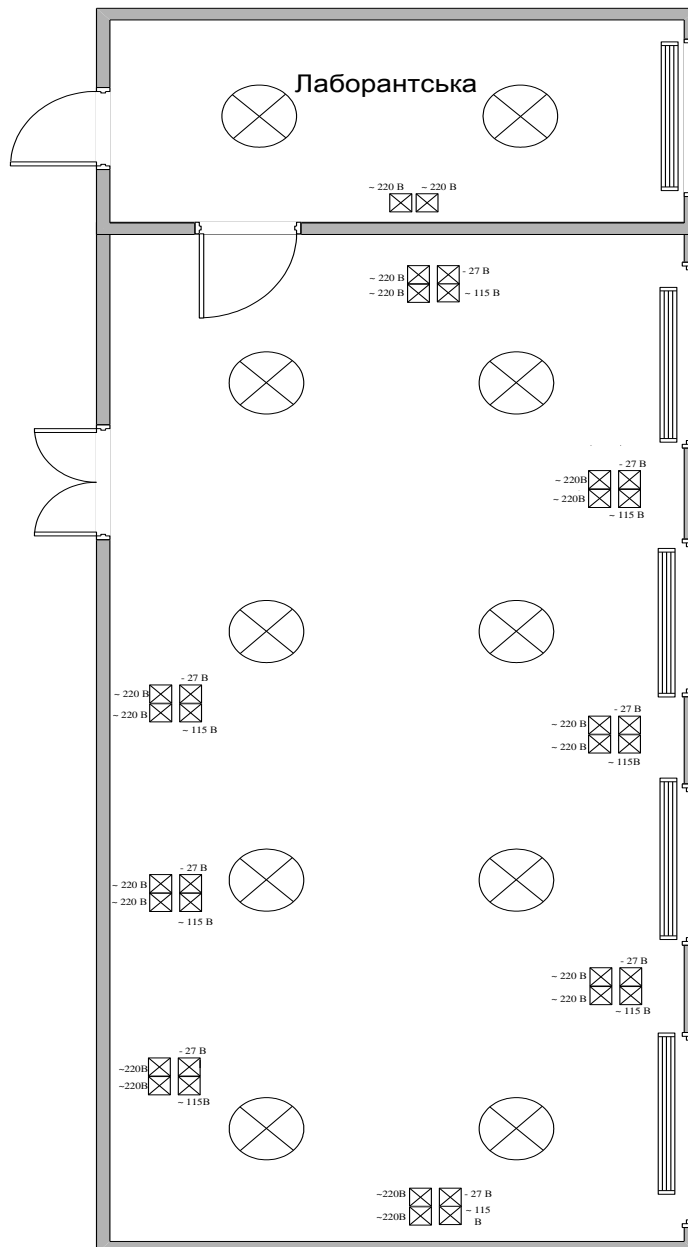 Лаборантська
~ 220 В ~ 220 В
~ 220 В - 27 В
~ 220 В ~ 115 В
- 27 В
~ 220В
~220В
~ 115 В
- 27 В
~ 220 В
~ 220 В
~ 115 В
- 27 В
~ 220 В
~ 220 В
~ 115В
- 27 В
~ 220 В
~ 220 В
~ 115 В
- 27 В
~ 220 В
~ 220 В
~ 115 В
- 27 В
~220В
~220В
~ 115В
~220В - 27 В
~220В ~ 115
В